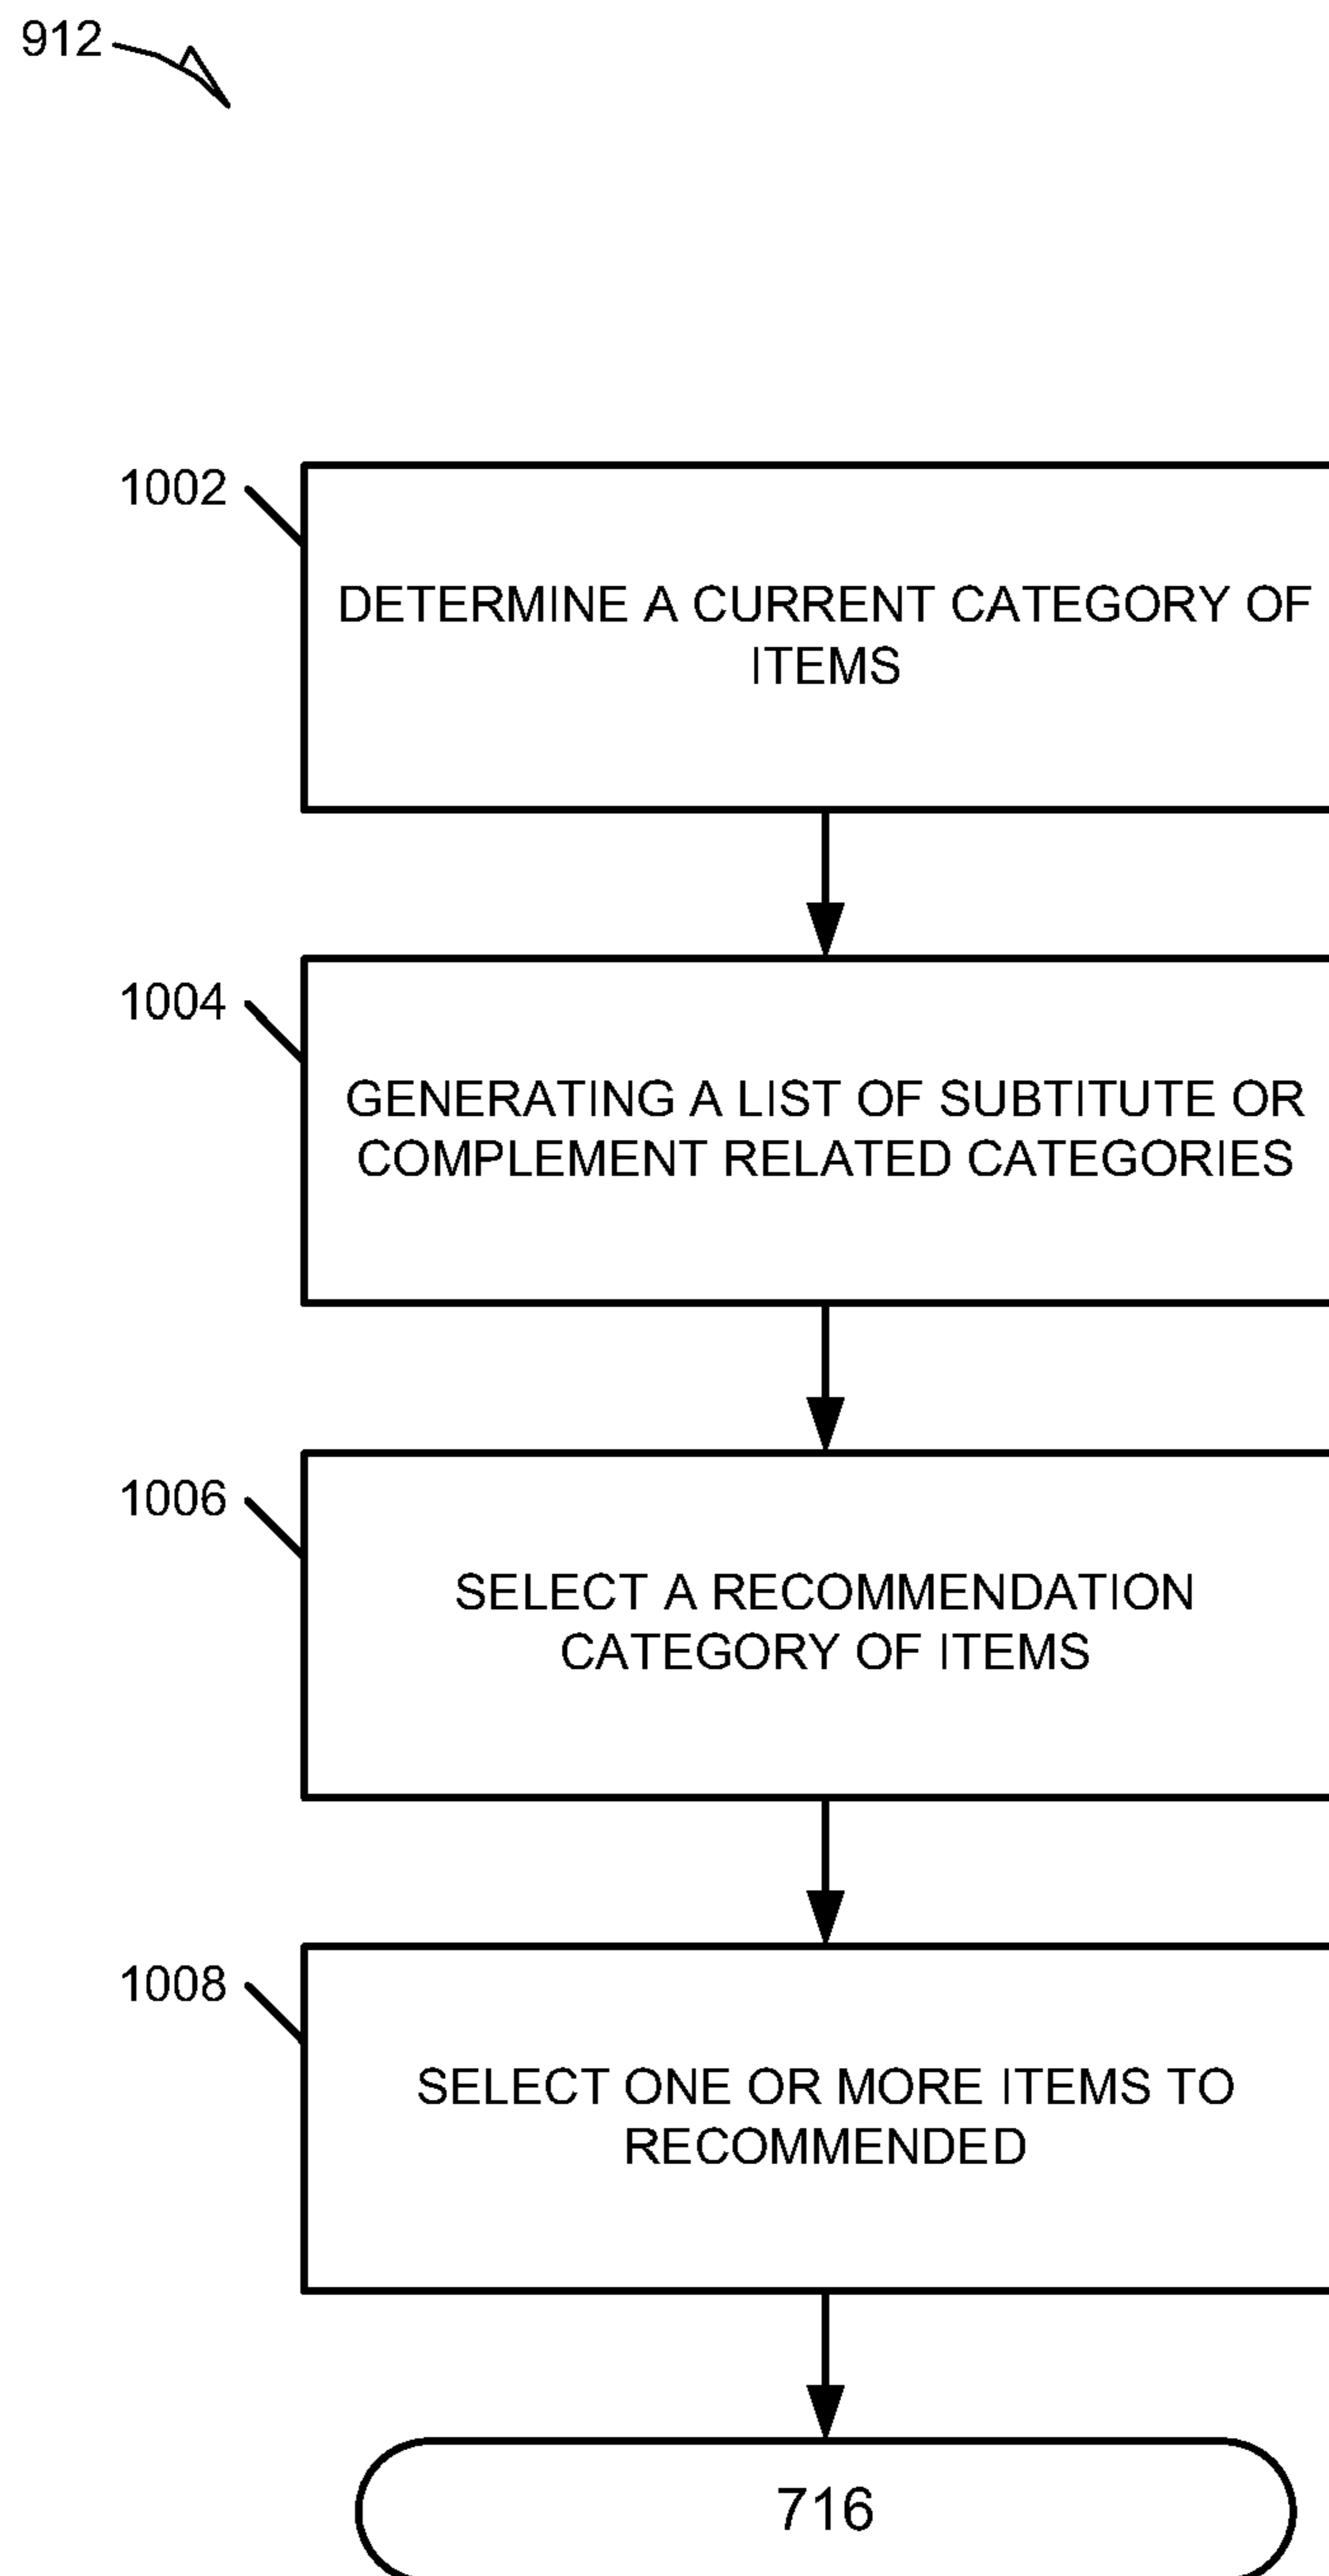 912
1002
DETERMINE A CURRENT CATEGORY OF
ITEMS
1004
GENERATING A LIST OF SUBTITUTE OR
COMPLEMENT RELATED CATEGORIES
1006
SELECT A RECOMMENDATION
CATEGORY OF ITEMS
1008
SELECT ONE OR MORE ITEMS TO
RECOMMENDED
716